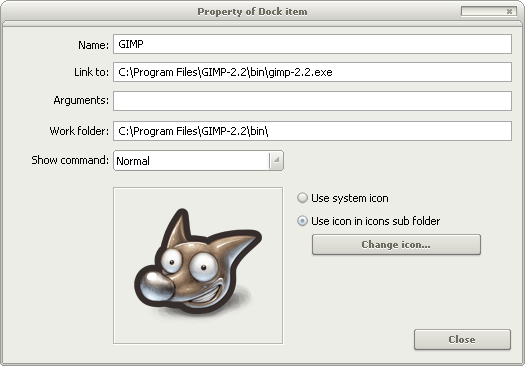 Property of Dock item
Name: GIMP
Link to: C:\Program Files\GIMP-2.2\bin\gimp-2.2.exe
Arguments:
Work folder: C:\Program Files\GIMP-2.2\bin\
Show command: Normal
Use system icon
Use icon in icons sub folder
Change icon...
Close